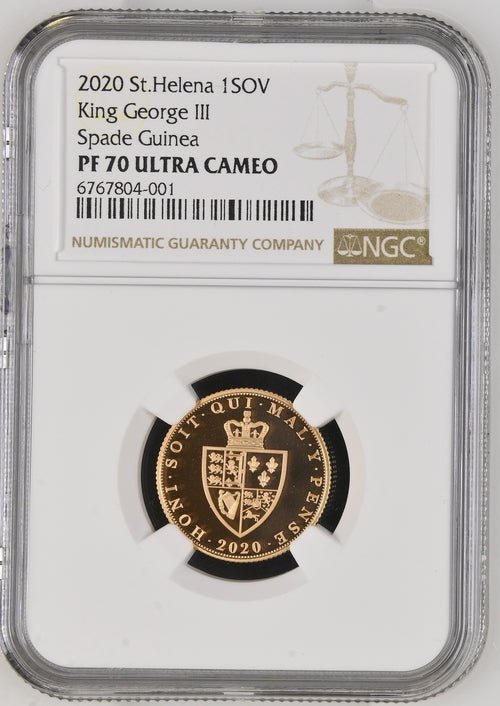 2020 St.Helena 1SOV
King George III
Spade Guinea
PF 70 ULTRA CAMEO
6767804-001
NUMISMATIC GUARANTY COMPANY
NGC®
HONI·SOIT·QUI·MAL·Y·PENSE
·2020·